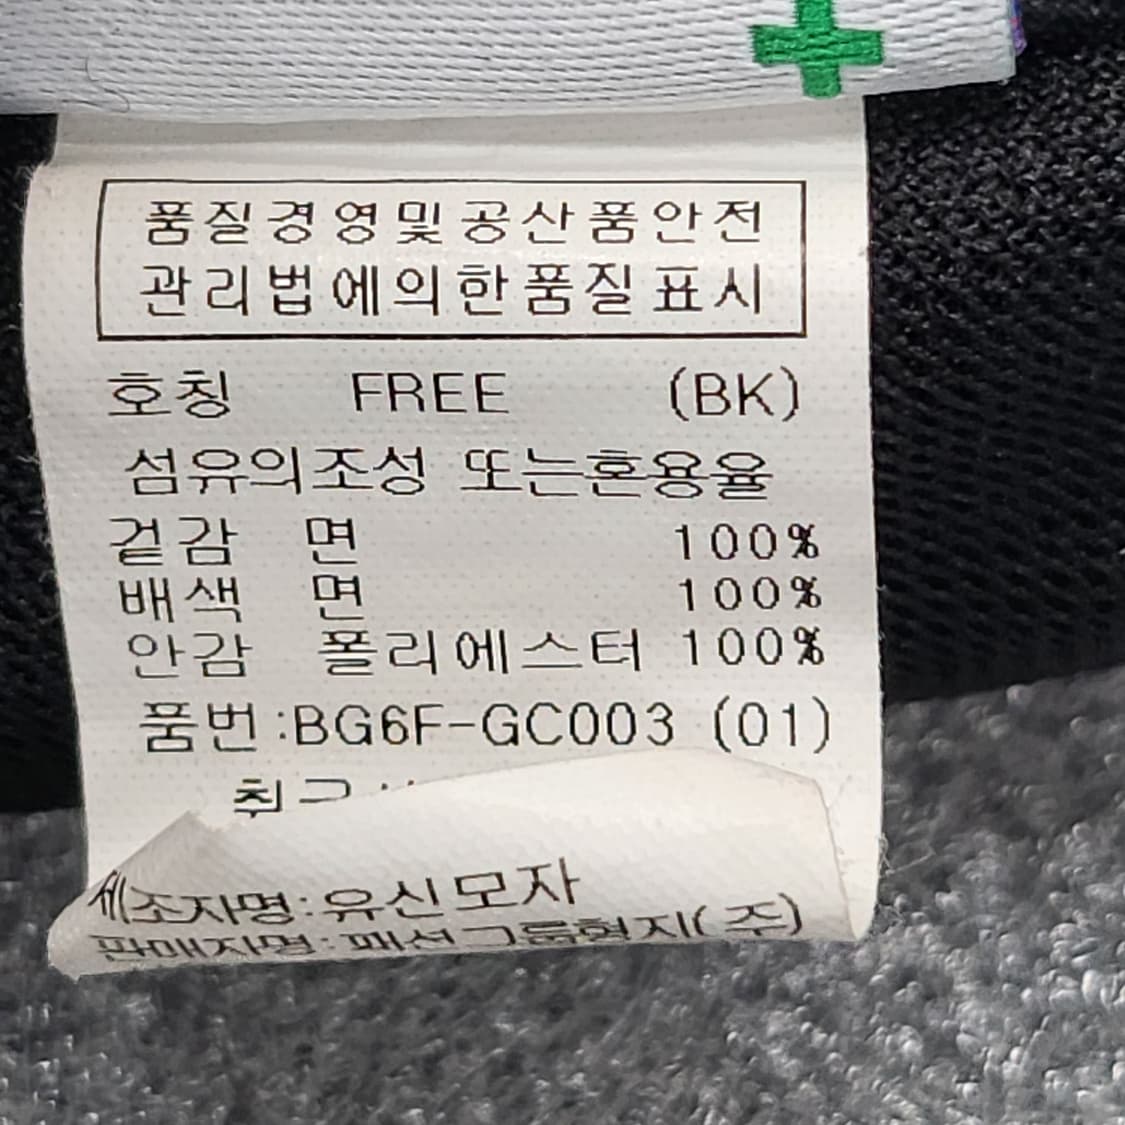 품질경영및공산품안전
관리법에의한품질표시
호칭 FREE (BK)
섬유의조성 또는혼용율
겉감 면 100%
배색 면 100%
안감 폴리에스터 100%
품번:BG6F-GC003 (01)
제조자명:유신모자
판매자명:패션그룹형지(주)